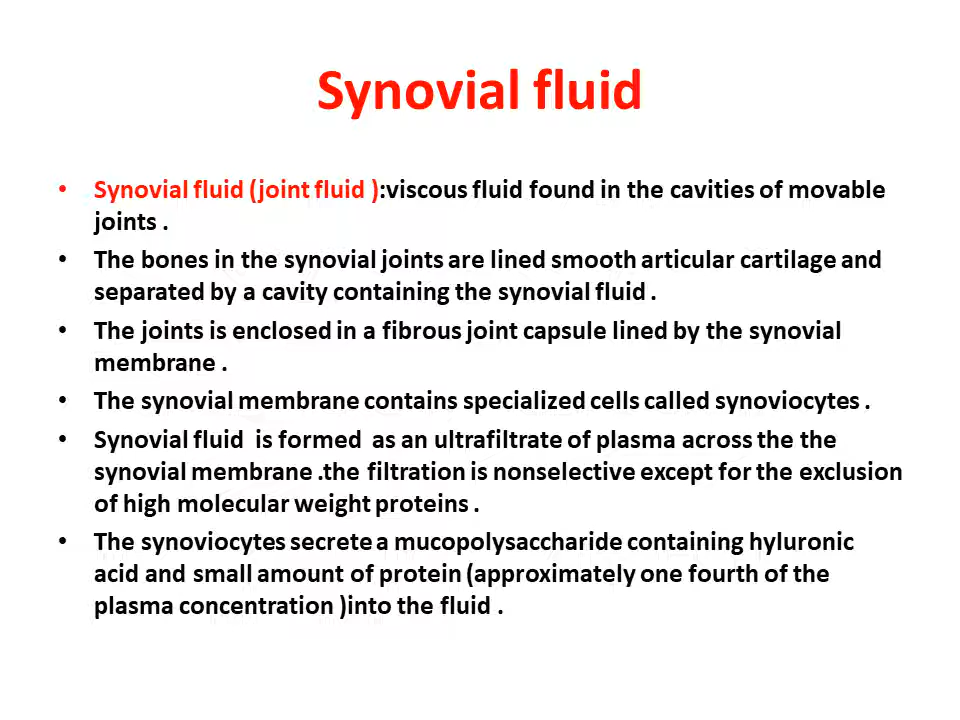 Synovial fluid
• Synovial fluid (joint fluid ):viscous fluid found in the cavities of movable
joints .
• The bones in the synovial joints are lined smooth articular cartilage and
separated by a cavity containing the synovial fluid .
• The joints is enclosed in a fibrous joint capsule lined by the synovial
membrane .
• The synovial membrane contains specialized cells called synoviocytes .
• Synovial fluid is formed as an ultrafiltrate of plasma across the the
synovial membrane .the filtration is nonselective except for the exclusion
of high molecular weight proteins .
• The synoviocytes secrete a mucopolysaccharide containing hyluronic
acid and small amount of protein (approximately one fourth of the
plasma concentration )into the fluid .